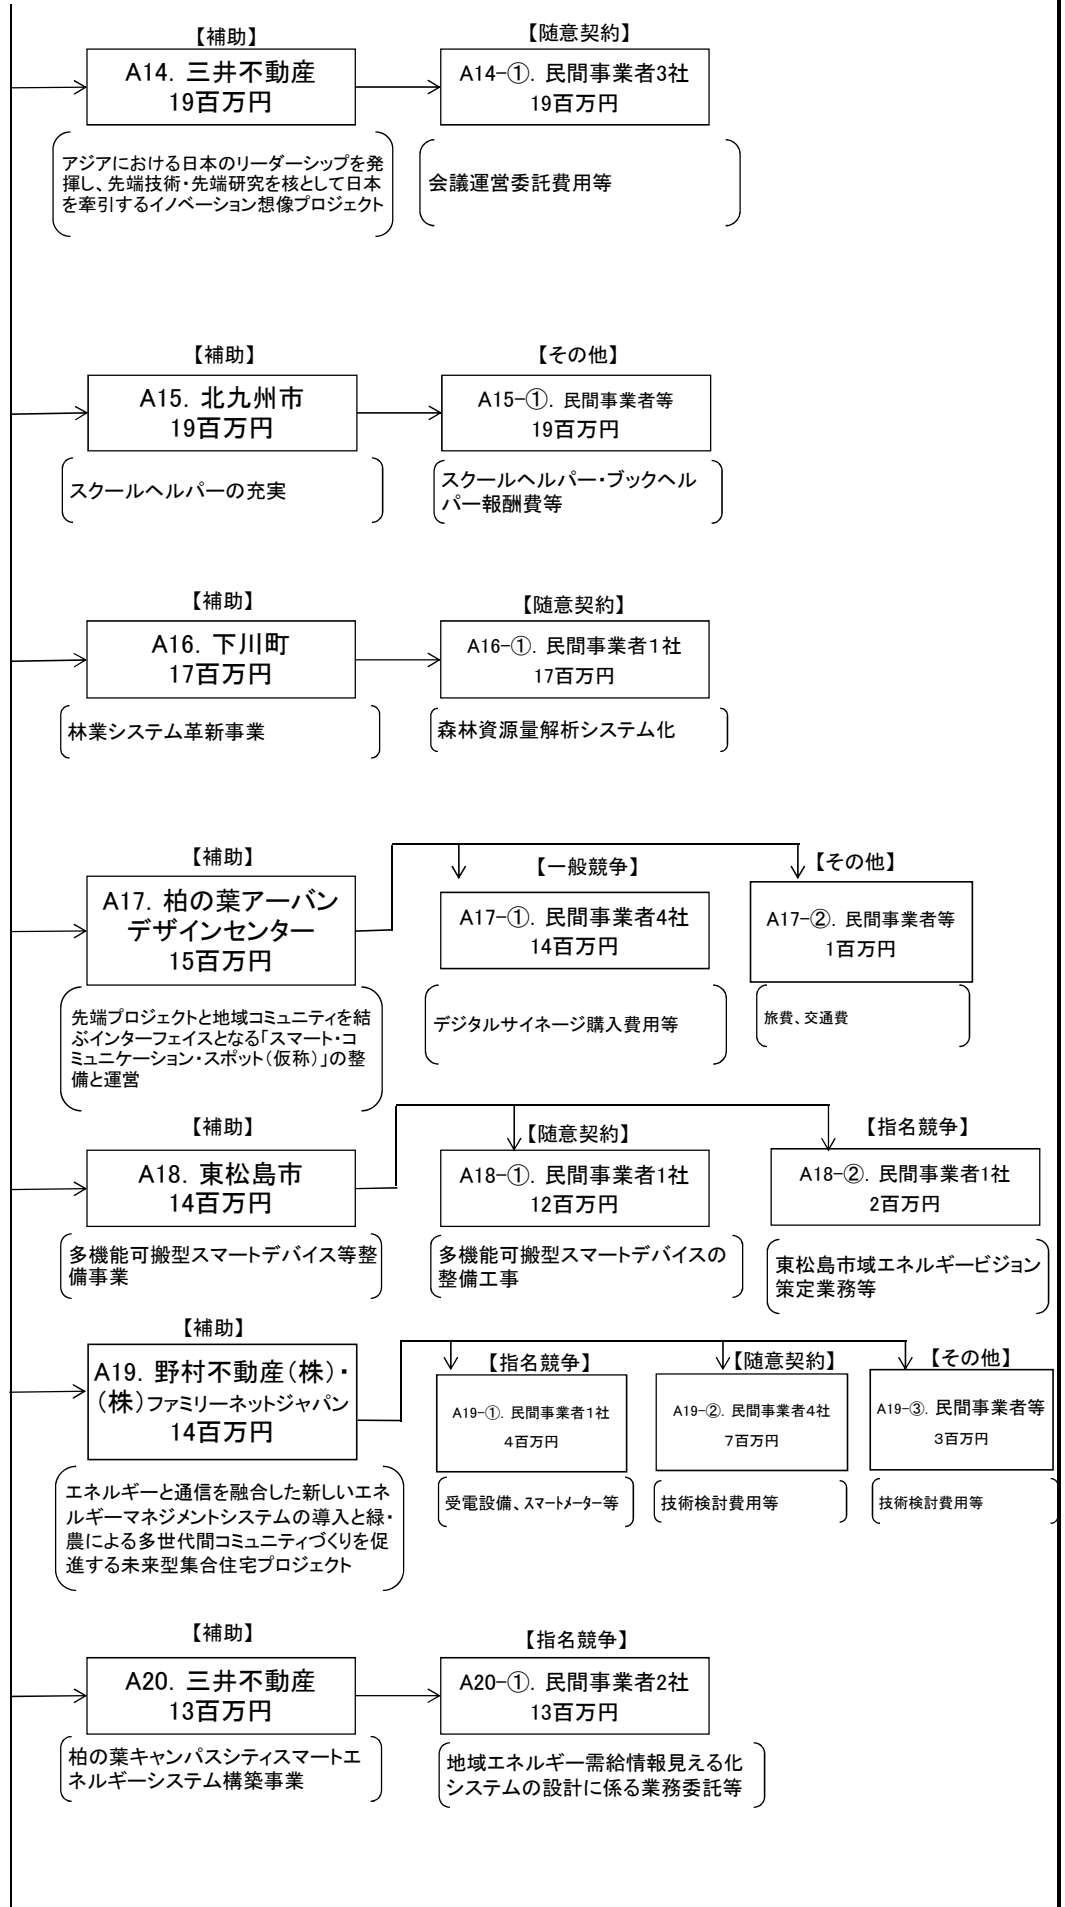 【補助】
【随意契約】
A14．三井不動産
19百万円
A14-①．民間事業者3社
19百万円
アジアにおける日本のリーダーシップを発
揮し、先端技術・先端研究を核として日本
を牽引するイノベーション想像プロジェクト
会議運営委託費用等
【補助】
【その他】
A15．北九州市
19百万円
A15-①．民間事業者等
19百万円
スクールヘルパーの充実
スクールヘルパー・ブックヘル
パー報酬費等
【補助】
【随意契約】
A16．下川町
17百万円
A16-①．民間事業者１社
17百万円
林業システム革新事業
森林資源量解析システム化
【補助】
【一般競争】
【その他】
A17．柏の葉アーバン
デザインセンター
15百万円
A17-①．民間事業者4社
14百万円
A17-②．民間事業者等
1百万円
先端プロジェクトと地域コミュニティを結
ぶインターフェイスとなる「スマート・コ
ミュニケーション・スポット（仮称）」の整
備と運営
デジタルサイネージ購入費用等
旅費、交通費
【補助】
【随意契約】
【指名競争】
A18．東松島市
14百万円
A18-①．民間事業者1社
12百万円
A18-②．民間事業者1社
2百万円
多機能可搬型スマートデバイス等整
備事業
多機能可搬型スマートデバイスの
整備工事
東松島市域エネルギービジョン
策定業務等
【補助】
【指名競争】
【随意契約】
【その他】
A19．野村不動産（株）・
（株）ファミリーネットジャパン
14百万円
A19-①．民間事業者１社
４百万円
A19-②．民間事業者4社
７百万円
A19-③．民間事業者等
３百万円
エネルギーと通信を融合した新しいエネ
ルギーマネジメントシステムの導入と緑・
農による多世代間コミュニティづくりを促
進する未来型集合住宅プロジェクト
受電設備、スマートメーター等
技術検討費用等
技術検討費用等
【補助】
【指名競争】
A20．三井不動産
13百万円
A20-①．民間事業者2社
13百万円
柏の葉キャンパスシティスマートエ
ネルギーシステム構築事業
地域エネルギー需給情報見える化
システムの設計に係る業務委託等